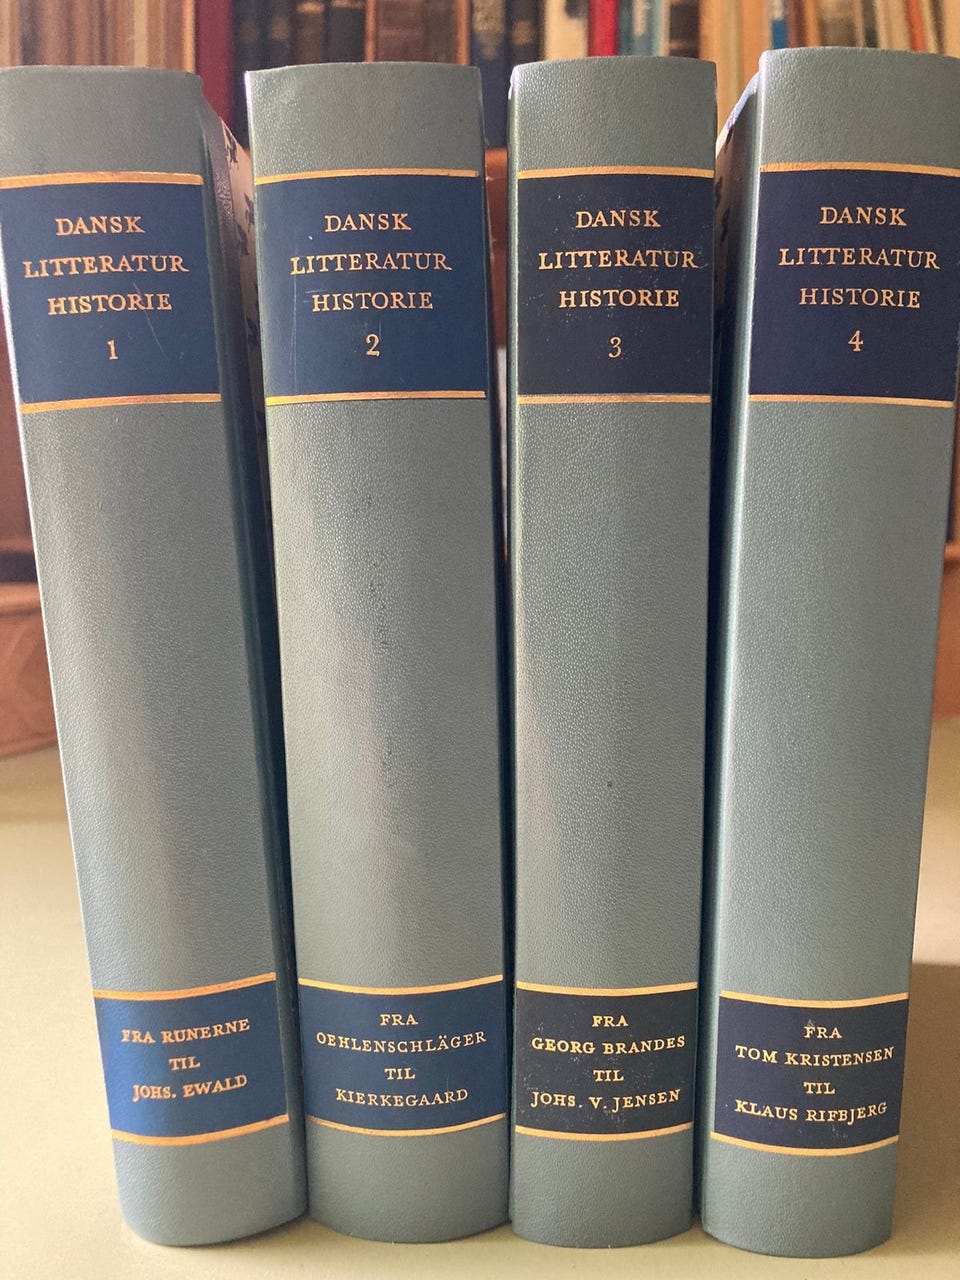 DANSK
LITTERATUR
HISTORIE
1
FRA RUNERNE
TIL
JOHS. EWALD
DANSK
LITTERATUR
HISTORIE
2
FRA
OEHLENSCHLÄGER
TIL
KIERKEGAARD
DANSK
LITTERATUR
HISTORIE
3
FRA
GEORG BRANDES
TIL
JOHS. V. JENSEN
DANSK
LITTERATUR
HISTORIE
4
FRA
TOM KRISTENSEN
TIL
KLAUS RIFBJERG